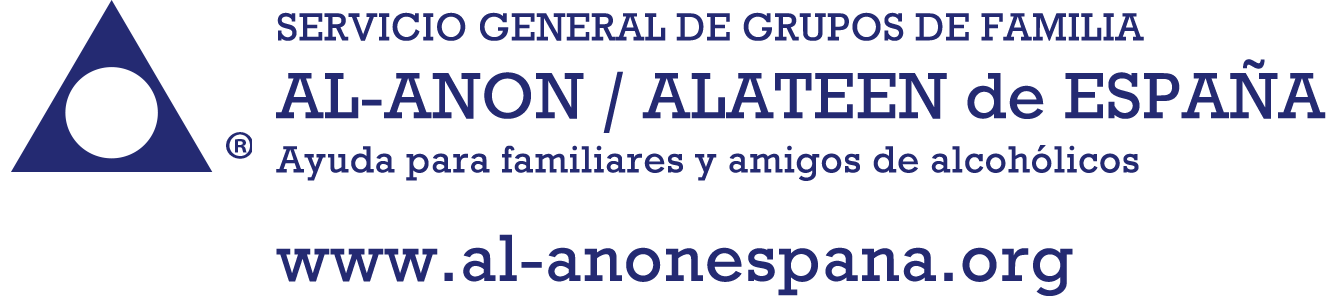 SERVICIO GENERAL DE GRUPOS DE FAMILIA
AL-ANON / ALATEEN de ESPAÑA
®
Ayuda para familiares y amigos de alcohólicos
www.al-anonespana.org